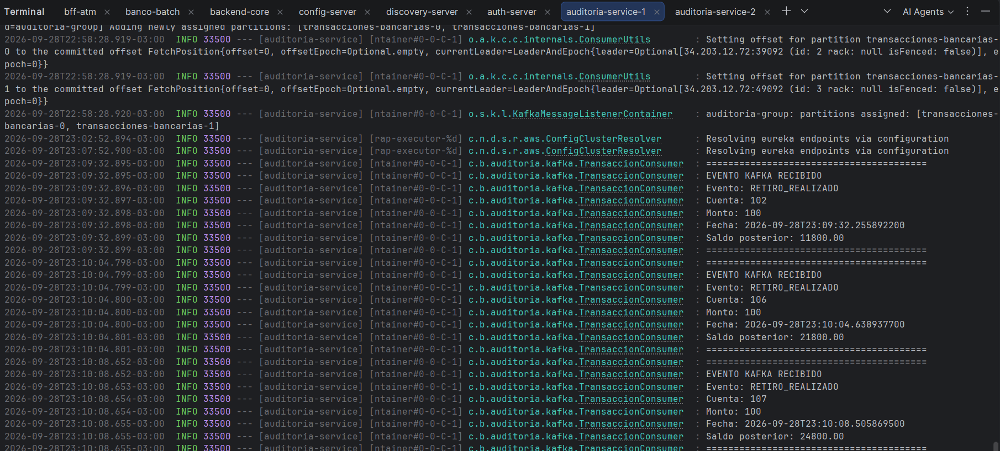 Terminal bff-atm banco-batch backend-core config-server discovery-server auth-server auditoria-service-1 auditoria-service-2 AI Agents
d=auditoria-group] Adding newly assigned partitions: [transacciones-bancarias-0, transacciones-bancarias-1]
2026-09-28T22:58:28.919-03:00  INFO 33500 --- [auditoria-service] [ntainer#0-0-C-1] o.a.k.c.c.internals.ConsumerUtils        : Setting offset for partition transacciones-bancarias-
0 to the committed offset FetchPosition{offset=0, offsetEpoch=Optional.empty, currentLeader=LeaderAndEpoch{leader=Optional[34.203.12.72:39092 (id: 2 rack: null isFenced: false)], e
poch=0}}
2026-09-28T22:58:28.919-03:00  INFO 33500 --- [auditoria-service] [ntainer#0-0-C-1] o.a.k.c.c.internals.ConsumerUtils        : Setting offset for partition transacciones-bancarias-
1 to the committed offset FetchPosition{offset=0, offsetEpoch=Optional.empty, currentLeader=LeaderAndEpoch{leader=Optional[34.203.12.72:49092 (id: 3 rack: null isFenced: false)], e
poch=0}}
2026-09-28T22:58:28.920-03:00  INFO 33500 --- [auditoria-service] [ntainer#0-0-C-1] o.s.k.l.KafkaMessageListenerContainer    : auditoria-group: partitions assigned: [transacciones-
bancarias-0, transacciones-bancarias-1]
2026-09-28T23:02:52.894-03:00  INFO 33500 --- [auditoria-service] [rap-executor-%d] c.n.d.s.r.aws.ConfigClusterResolver      : Resolving eureka endpoints via configuration
2026-09-28T23:07:52.900-03:00  INFO 33500 --- [auditoria-service] [rap-executor-%d] c.n.d.s.r.aws.ConfigClusterResolver      : Resolving eureka endpoints via configuration
2026-09-28T23:09:32.895-03:00  INFO 33500 --- [auditoria-service] [ntainer#0-0-C-1] c.b.auditoria.kafka.TransaccionConsumer  : ========================================
2026-09-28T23:09:32.895-03:00  INFO 33500 --- [auditoria-service] [ntainer#0-0-C-1] c.b.auditoria.kafka.TransaccionConsumer  : EVENTO KAFKA RECIBIDO
2026-09-28T23:09:32.896-03:00  INFO 33500 --- [auditoria-service] [ntainer#0-0-C-1] c.b.auditoria.kafka.TransaccionConsumer  : Evento: RETIRO_REALIZADO
2026-09-28T23:09:32.897-03:00  INFO 33500 --- [auditoria-service] [ntainer#0-0-C-1] c.b.auditoria.kafka.TransaccionConsumer  : Cuenta: 102
2026-09-28T23:09:32.898-03:00  INFO 33500 --- [auditoria-service] [ntainer#0-0-C-1] c.b.auditoria.kafka.TransaccionConsumer  : Monto: 100
2026-09-28T23:09:32.898-03:00  INFO 33500 --- [auditoria-service] [ntainer#0-0-C-1] c.b.auditoria.kafka.TransaccionConsumer  : Fecha: 2026-09-28T23:09:32.255892200
2026-09-28T23:09:32.899-03:00  INFO 33500 --- [auditoria-service] [ntainer#0-0-C-1] c.b.auditoria.kafka.TransaccionConsumer  : Saldo posterior: 11800.00
2026-09-28T23:09:32.899-03:00  INFO 33500 --- [auditoria-service] [ntainer#0-0-C-1] c.b.auditoria.kafka.TransaccionConsumer  : ========================================
2026-09-28T23:10:04.798-03:00  INFO 33500 --- [auditoria-service] [ntainer#0-0-C-1] c.b.auditoria.kafka.TransaccionConsumer  : ========================================
2026-09-28T23:10:04.799-03:00  INFO 33500 --- [auditoria-service] [ntainer#0-0-C-1] c.b.auditoria.kafka.TransaccionConsumer  : EVENTO KAFKA RECIBIDO
2026-09-28T23:10:04.799-03:00  INFO 33500 --- [auditoria-service] [ntainer#0-0-C-1] c.b.auditoria.kafka.TransaccionConsumer  : Evento: RETIRO_REALIZADO
2026-09-28T23:10:04.800-03:00  INFO 33500 --- [auditoria-service] [ntainer#0-0-C-1] c.b.auditoria.kafka.TransaccionConsumer  : Cuenta: 106
2026-09-28T23:10:04.800-03:00  INFO 33500 --- [auditoria-service] [ntainer#0-0-C-1] c.b.auditoria.kafka.TransaccionConsumer  : Monto: 100
2026-09-28T23:10:04.800-03:00  INFO 33500 --- [auditoria-service] [ntainer#0-0-C-1] c.b.auditoria.kafka.TransaccionConsumer  : Fecha: 2026-09-28T23:10:04.638937700
2026-09-28T23:10:04.801-03:00  INFO 33500 --- [auditoria-service] [ntainer#0-0-C-1] c.b.auditoria.kafka.TransaccionConsumer  : Saldo posterior: 21800.00
2026-09-28T23:10:04.801-03:00  INFO 33500 --- [auditoria-service] [ntainer#0-0-C-1] c.b.auditoria.kafka.TransaccionConsumer  : ========================================
2026-09-28T23:10:08.652-03:00  INFO 33500 --- [auditoria-service] [ntainer#0-0-C-1] c.b.auditoria.kafka.TransaccionConsumer  : ========================================
2026-09-28T23:10:08.652-03:00  INFO 33500 --- [auditoria-service] [ntainer#0-0-C-1] c.b.auditoria.kafka.TransaccionConsumer  : EVENTO KAFKA RECIBIDO
2026-09-28T23:10:08.653-03:00  INFO 33500 --- [auditoria-service] [ntainer#0-0-C-1] c.b.auditoria.kafka.TransaccionConsumer  : Evento: RETIRO_REALIZADO
2026-09-28T23:10:08.654-03:00  INFO 33500 --- [auditoria-service] [ntainer#0-0-C-1] c.b.auditoria.kafka.TransaccionConsumer  : Cuenta: 107
2026-09-28T23:10:08.654-03:00  INFO 33500 --- [auditoria-service] [ntainer#0-0-C-1] c.b.auditoria.kafka.TransaccionConsumer  : Monto: 100
2026-09-28T23:10:08.655-03:00  INFO 33500 --- [auditoria-service] [ntainer#0-0-C-1] c.b.auditoria.kafka.TransaccionConsumer  : Fecha: 2026-09-28T23:10:08.505869500
2026-09-28T23:10:08.655-03:00  INFO 33500 --- [auditoria-service] [ntainer#0-0-C-1] c.b.auditoria.kafka.TransaccionConsumer  : Saldo posterior: 24800.00
2026-09-28T23:10:08.655-03:00  INFO 33500 --- [auditoria-service] [ntainer#0-0-C-1] c.b.auditoria.kafka.TransaccionConsumer  : ========================================